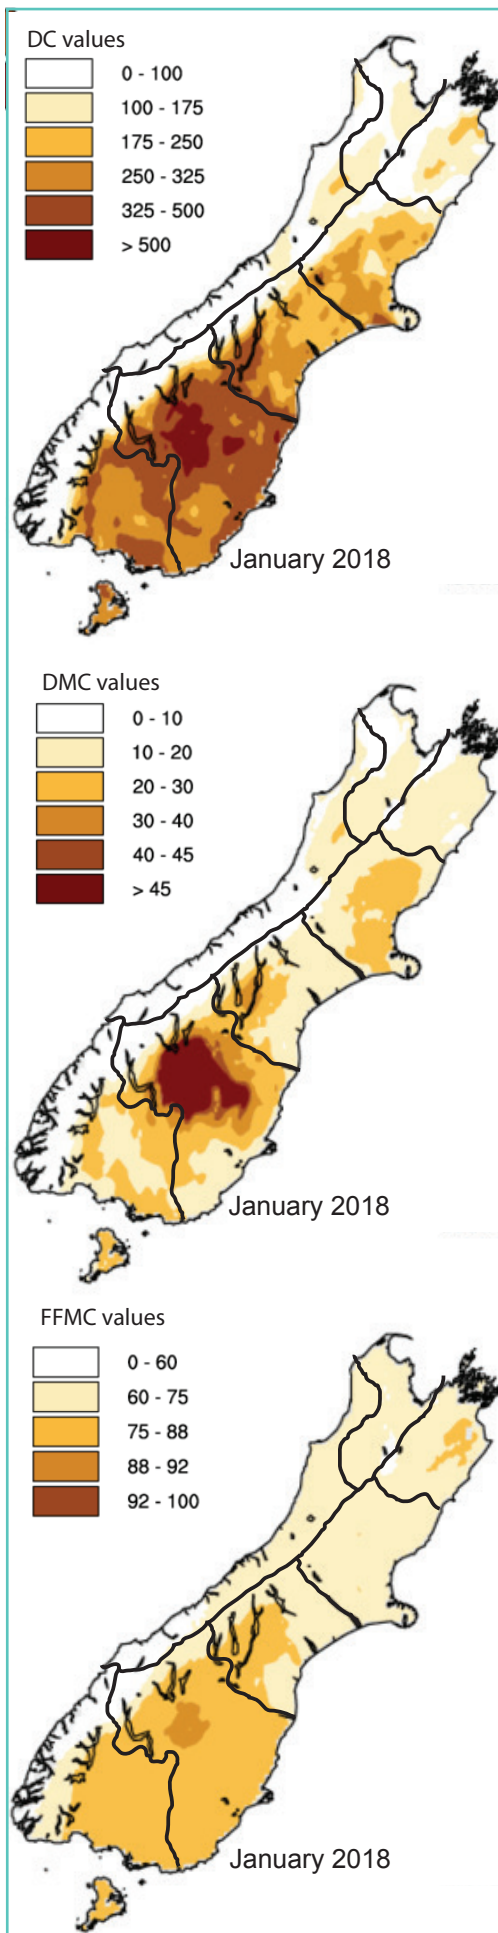 DC values
0 - 100
100 - 175
175 - 250
250 - 325
325 - 500
> 500
January 2018
DMC values
0 - 10
10 - 20
20 - 30
30 - 40
40 - 45
> 45
January 2018
FFMC values
0 - 60
60 - 75
75 - 88
88 - 92
92 - 100
January 2018